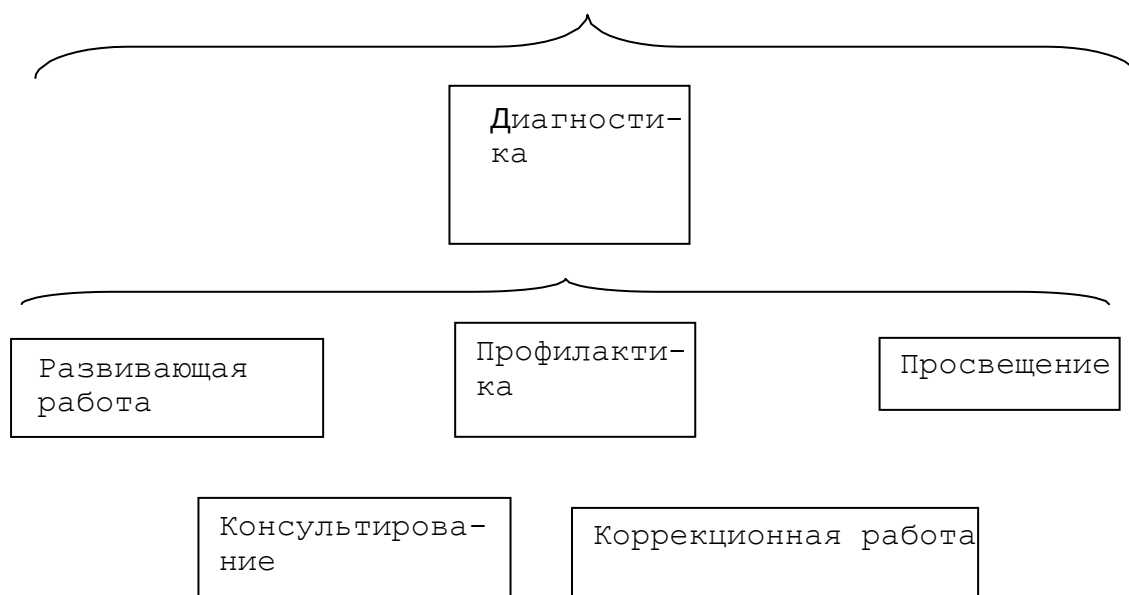 Диагности-
ка
Развивающая
работа
Профилакти-
ка
Просвещение
Консультирова-
ние
Коррекционная работа